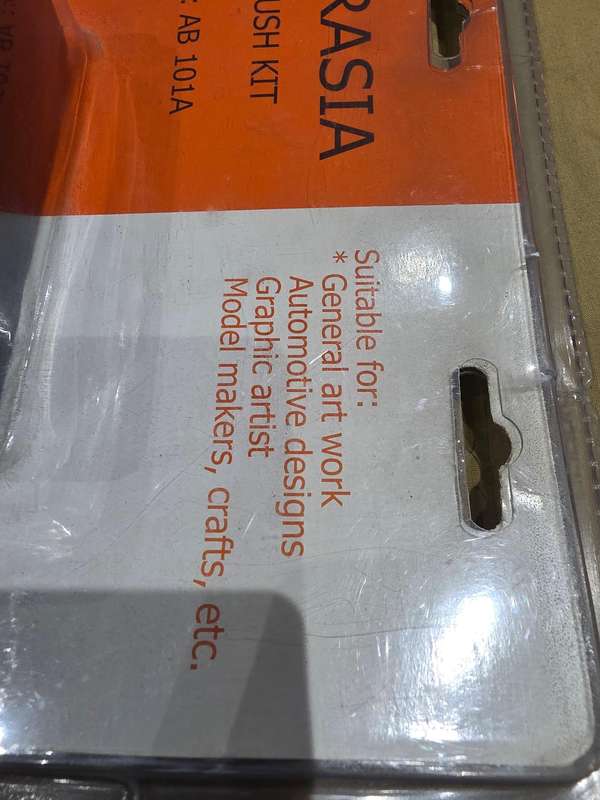 RASIA
USH KIT
: AB 101A
Suitable for:
* General art work
Automotive designs
Graphic artist
Model makers, crafts, etc.